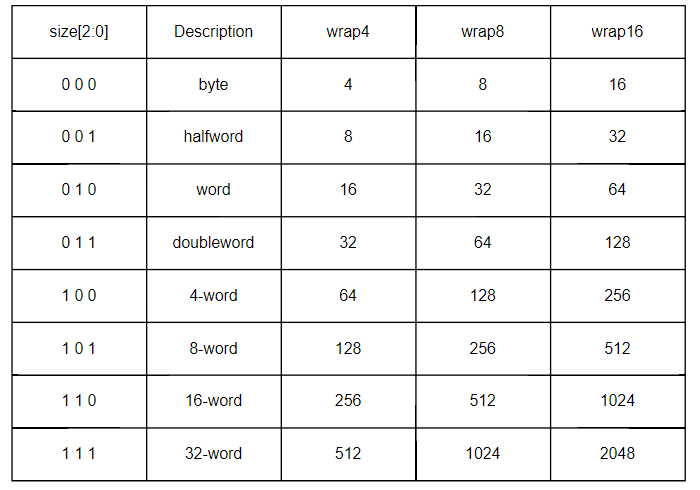 size[2:0] Description wrap4 wrap8 wrap16
0 0 0 byte 4 8 16
0 0 1 halfword 8 16 32
0 1 0 word 16 32 64
0 1 1 doubleword 32 64 128
1 0 0 4-word 64 128 256
1 0 1 8-word 128 256 512
1 1 0 16-word 256 512 1024
1 1 1 32-word 512 1024 2048